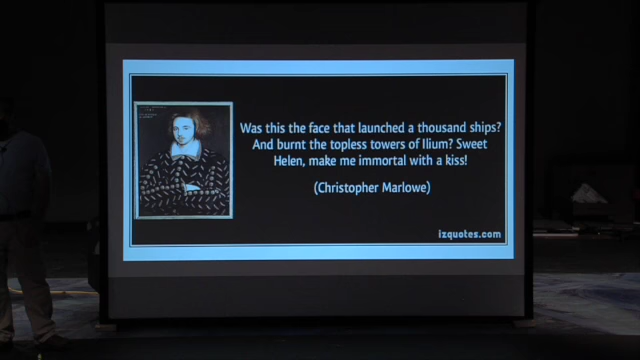 Was this the face that launched a thousand ships?
And burnt the topless towers of Ilium? Sweet
Helen, make me immortal with a kiss!
(Christopher Marlowe)
izquotes.com